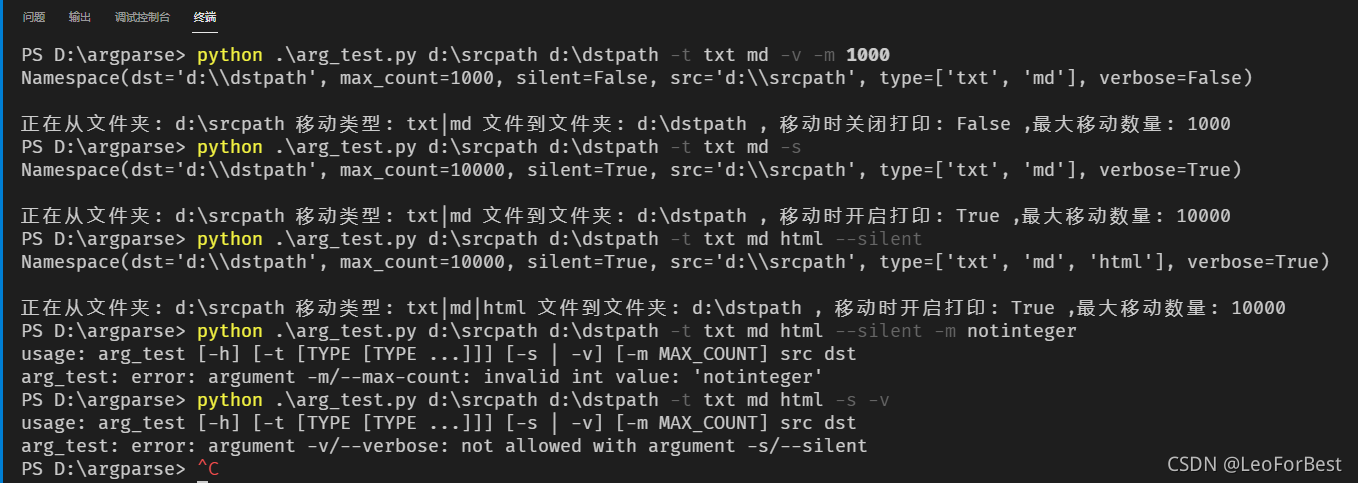 问题 输出 调试控制台 终端
PS D:\argparse> python .\arg_test.py d:\srcpath d:\dstpath -t txt md -v -m 1000
Namespace(dst='d:\\dstpath', max_count=1000, silent=False, src='d:\\srcpath', type=['txt', 'md'], verbose=False)
正在从文件夹: d:\srcpath 移动类型: txt|md 文件到文件夹: d:\dstpath , 移动时关闭打印: False ,最大移动数量: 1000
PS D:\argparse> python .\arg_test.py d:\srcpath d:\dstpath -t txt md -s
Namespace(dst='d:\\dstpath', max_count=10000, silent=True, src='d:\\srcpath', type=['txt', 'md'], verbose=True)
正在从文件夹: d:\srcpath 移动类型: txt|md 文件到文件夹: d:\dstpath , 移动时开启打印: True ,最大移动数量: 10000
PS D:\argparse> python .\arg_test.py d:\srcpath d:\dstpath -t txt md html --silent
Namespace(dst='d:\\dstpath', max_count=10000, silent=True, src='d:\\srcpath', type=['txt', 'md', 'html'], verbose=True)
正在从文件夹: d:\srcpath 移动类型: txt|md|html 文件到文件夹: d:\dstpath , 移动时开启打印: True ,最大移动数量: 10000
PS D:\argparse> python .\arg_test.py d:\srcpath d:\dstpath -t txt md html --silent -m notinteger
usage: arg_test [-h] [-t [TYPE [TYPE ...]]] [-s | -v] [-m MAX_COUNT] src dst
arg_test: error: argument -m/--max-count: invalid int value: 'notinteger'
PS D:\argparse> python .\arg_test.py d:\srcpath d:\dstpath -t txt md html -s -v
usage: arg_test [-h] [-t [TYPE [TYPE ...]]] [-s | -v] [-m MAX_COUNT] src dst
arg_test: error: argument -v/--verbose: not allowed with argument -s/--silent
PS D:\argparse> ^C
CSDN @LeoForBest